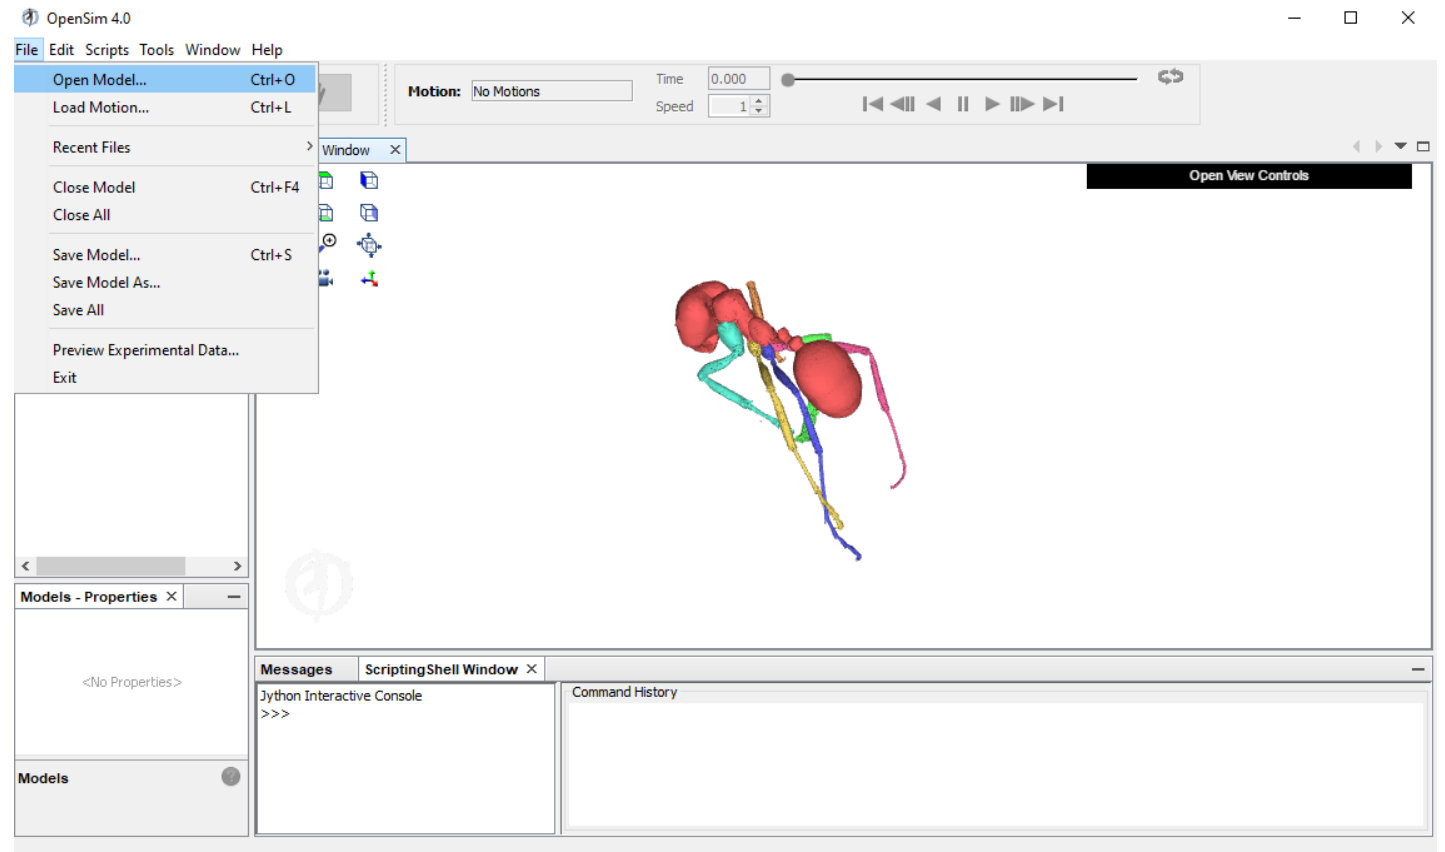 OpenSim 4.0
File Edit Scripts Tools Window Help
Open Model... Ctrl+O
Load Motion... Ctrl+L
Recent Files
Close Model Ctrl+F4
Close All
Save Model... Ctrl+S
Save Model As...
Save All
Preview Experimental Data...
Exit
Motion: No Motions
Time 0.000
Speed 1
Window
Open View Controls
Models - Properties
<No Properties>
Models
?
Messages ScriptingShell Window
Jython Interactive Console
>>>
Command History